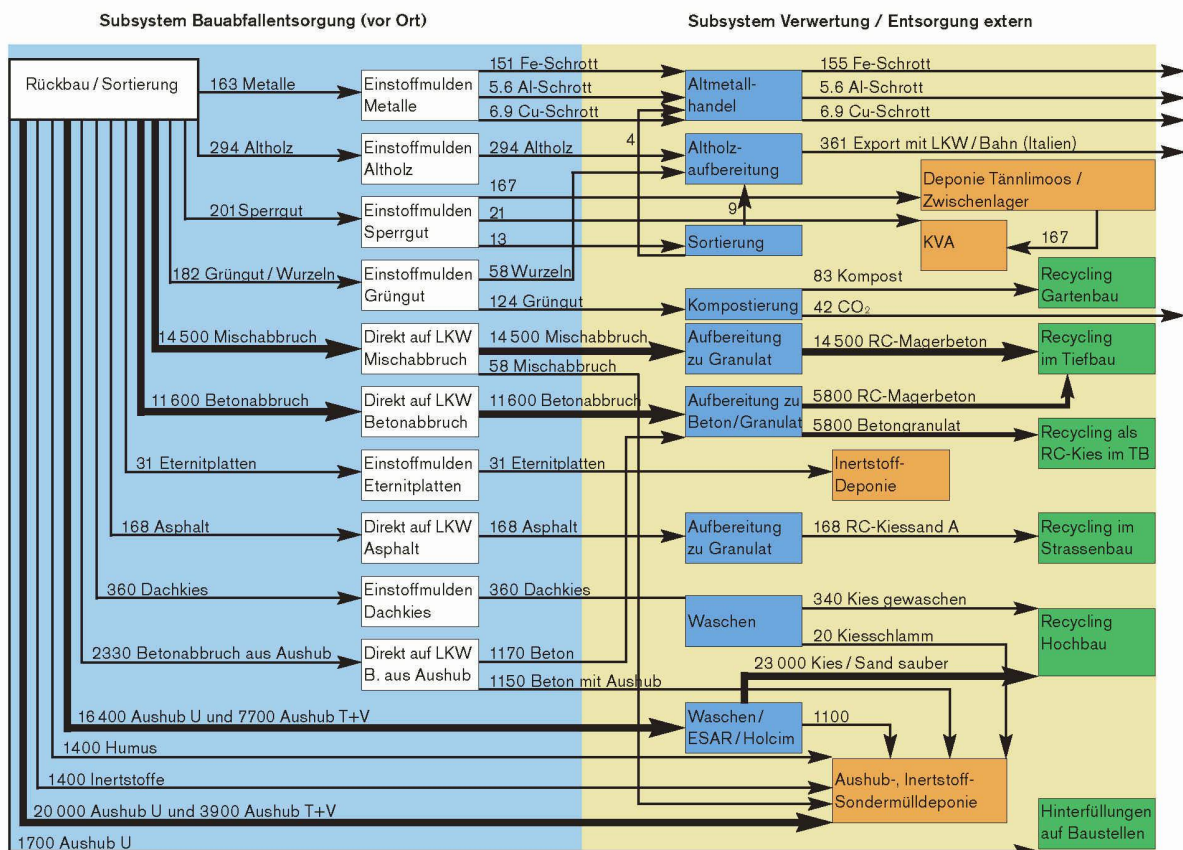 Subsystem Bauabfallentsorgung (vor Ort)
Subsystem Verwertung / Entsorgung extern
Rückbau / Sortierung
163 Metalle
Einstoffmulden
Metalle
151 Fe-Schrott
5.6 Al-Schrott
6.9 Cu-Schrott
Altmetall-
handel
155 Fe-Schrott
5.6 Al-Schrott
6.9 Cu-Schrott
4
294 Altholz
Einstoffmulden
Altholz
294 Altholz
Altholz-
aufbereitung
361 Export mit LKW / Bahn (Italien)
201 Sperrgut
Einstoffmulden
Sperrgut
167
21
13
9
Sortierung
Deponie Tännlimoos /
Zwischenlager
KVA
167
182 Grüngut / Wurzeln
Einstoffmulden
Grüngut
58 Wurzeln
124 Grüngut
Kompostierung
83 Kompost
42 CO₂
Recycling
Gartenbau
14 500 Mischabbruch
Direkt auf LKW
Mischabbruch
14 500 Mischabbruch
58 Mischabbruch
Aufbereitung
zu Granulat
14 500 RC-Magerbeton
Recycling
im Tiefbau
11 600 Betonabbruch
Direkt auf LKW
Betonabbruch
11 600 Betonabbruch
Aufbereitung zu
Beton/Granulat
5800 RC-Magerbeton
5800 Betongranulat
Recycling als
RC-Kies im TB
31 Eternitplatten
Einstoffmulden
Eternitplatten
31 Eternitplatten
Inertstoff-
Deponie
168 Asphalt
Direkt auf LKW
Asphalt
168 Asphalt
Aufbereitung
zu Granulat
168 RC-Kiessand A
Recycling im
Strassenbau
360 Dachkies
Einstoffmulden
Dachkies
360 Dachkies
Waschen
340 Kies gewaschen
20 Kiesschlamm
Recycling
Hochbau
2330 Betonabbruch aus Aushub
Direkt auf LKW
B. aus Aushub
1170 Beton
1150 Beton mit Aushub
23 000 Kies / Sand sauber
16 400 Aushub U und 7700 Aushub T+V
Waschen /
ESAR / Holcim
1100
1400 Humus
1400 Inertstoffe
20 000 Aushub U und 3900 Aushub T+V
Aushub-, Inertstoff-
Sondermülldeponie
1700 Aushub U
Hinterfüllungen
auf Baustellen